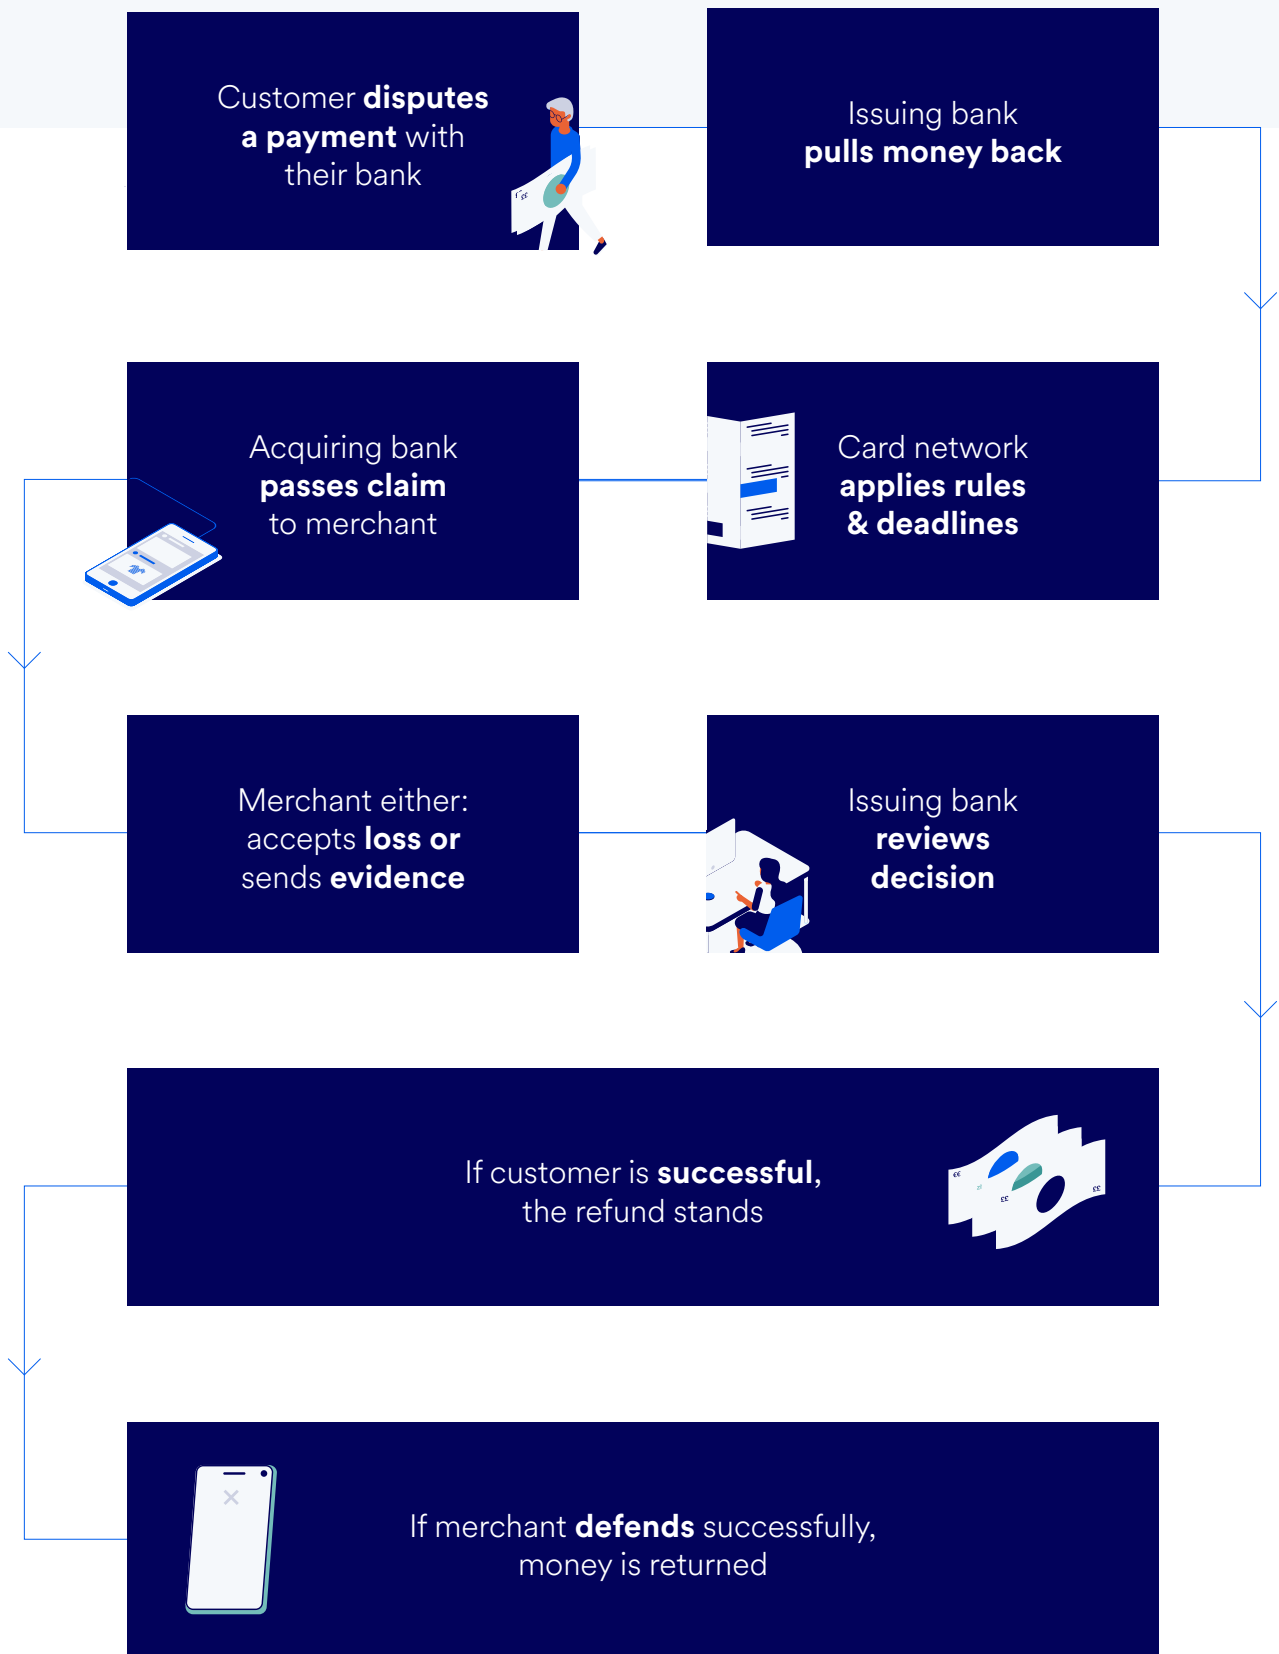 Customer disputes
a payment with
their bank
Issuing bank
pulls money back
Card network
applies rules
& deadlines
Acquiring bank
passes claim
to merchant
Merchant either:
accepts loss or
sends evidence
Issuing bank
reviews
decision
If customer is successful,
the refund stands
If merchant defends successfully,
money is returned